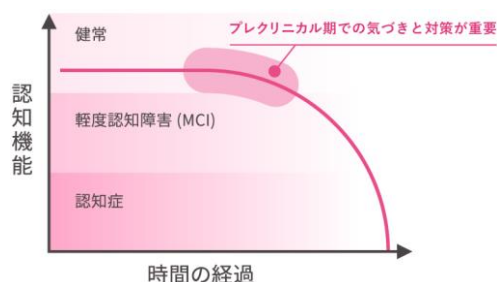 プレクリニカル期での気づきと対策が重要
健常
軽度認知障害 (MCI)
認知症
認知機能
時間の経過